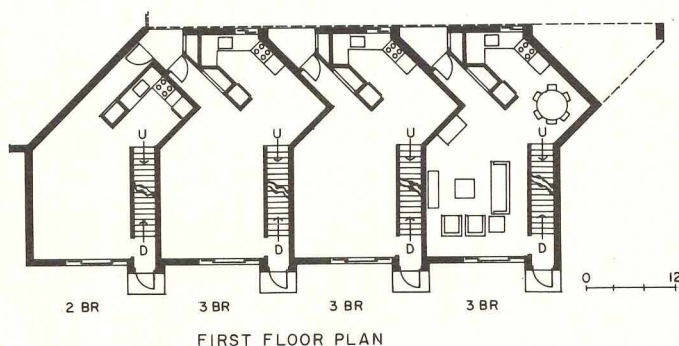 U U U U
D D D D
0 12
2 BR 3 BR 3 BR 3 BR
FIRST FLOOR PLAN